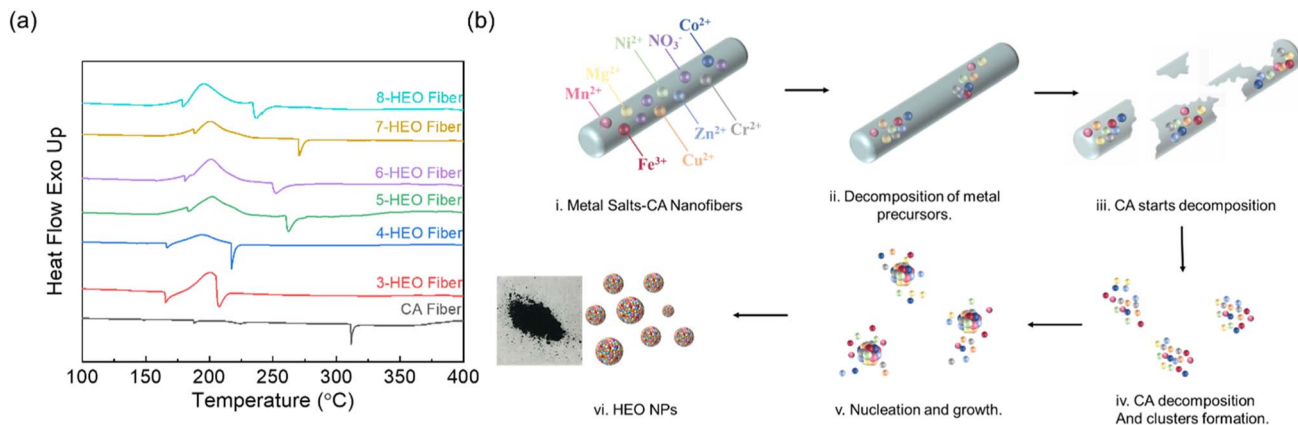 (a)
Heat Flow Exo Up
8-HEO Fiber
7-HEO Fiber
6-HEO Fiber
5-HEO Fiber
4-HEO Fiber
3-HEO Fiber
CA Fiber
100 150 200 250 300 350 400
Temperature (°C)
(b)
Co²⁺
NO₃⁻
Ni²⁺
Mg²⁺
Mn²⁺
Fe³⁺
Cu²⁺
Zn²⁺
Cr²⁺
i. Metal Salts-CA Nanofibers
ii. Decomposition of metal
precursors.
iii. CA starts decomposition
iv. CA decomposition
And clusters formation.
v. Nucleation and growth.
vi. HEO NPs